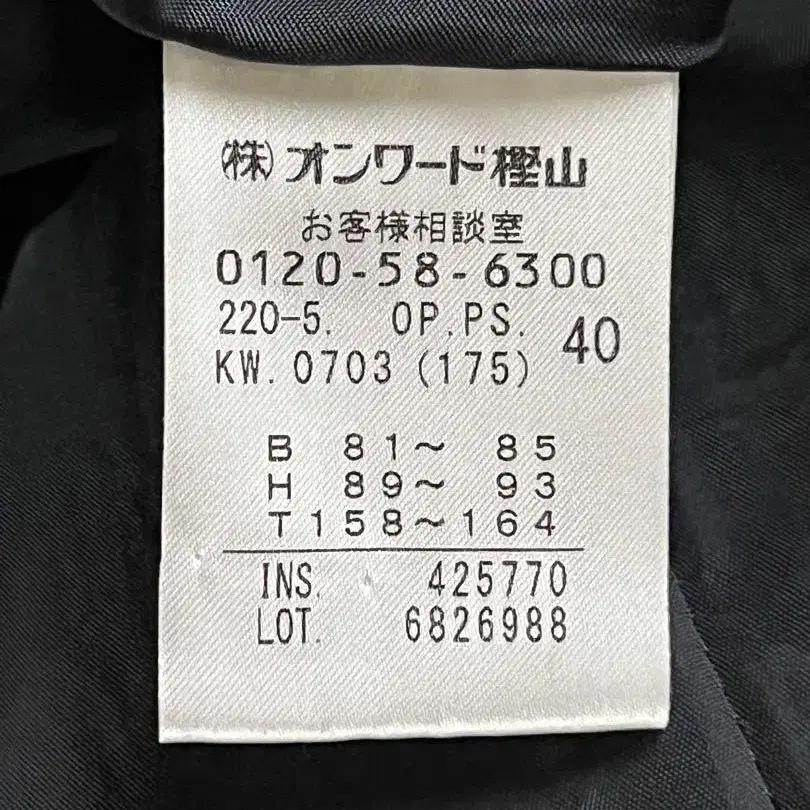 (株)オンワード樫山
お客様相談室
0120-58-6300
220-5. OP.PS. 40
KW.0703(175)
B 81~ 85
H 89~ 93
T158~164
INS. 425770
LOT. 6826988